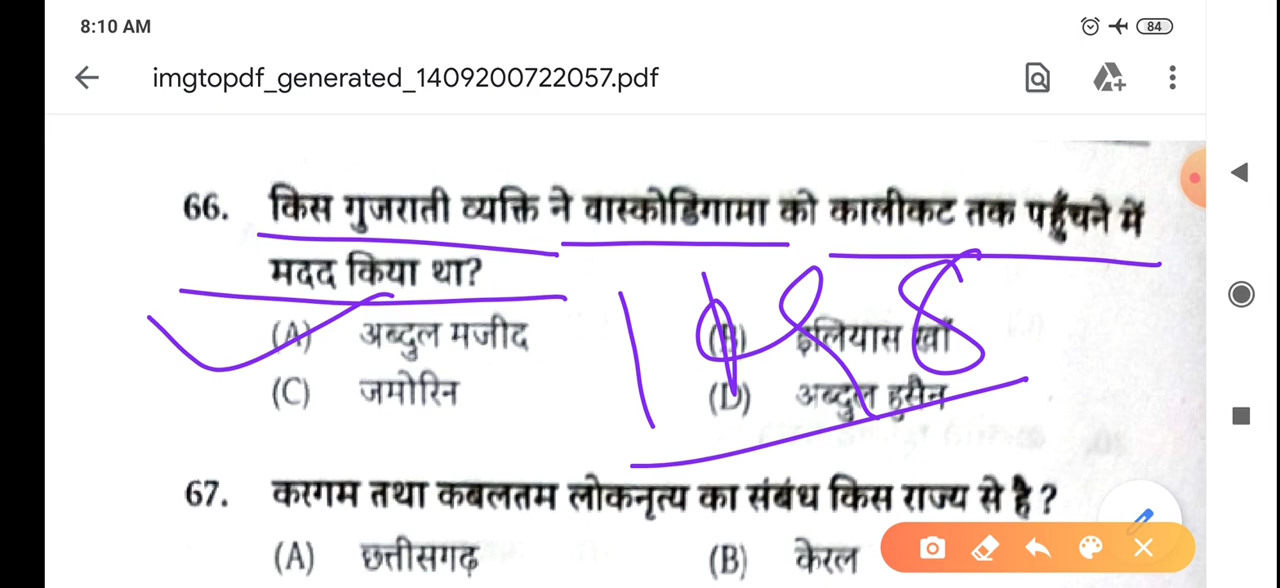 8:10 AM
84
imgtopdf_generated_1409200722057.pdf
66. किस गुजराती व्यक्ति ने वास्कोडिगामा को कालीकट तक पहुँचने में
मदद किया था?
(A) अब्दुल मजीद (B) इलियास खाँ
(C) जमोरिन (D) अब्दुल हुसैन
1498
67. करगम तथा कबलतम लोकनृत्य का संबंध किस राज्य से है ?
(A) छत्तीसगढ़ (B) केरल